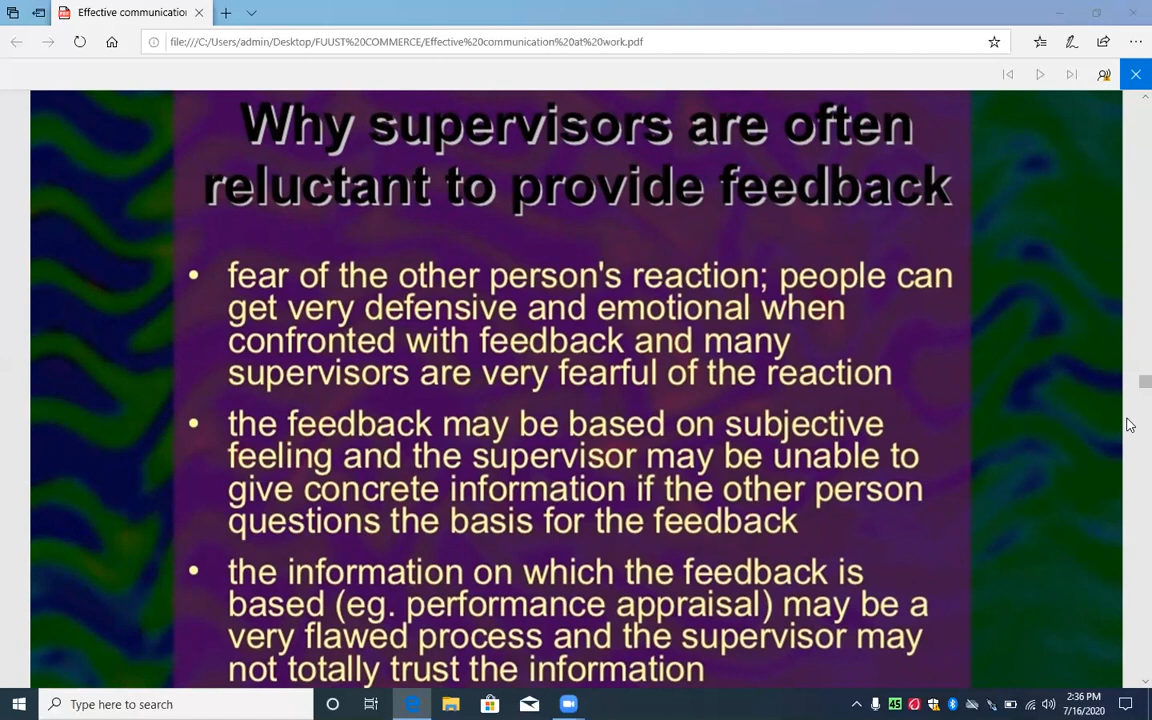 Effective communication
file:///C:/Users/admin/Desktop/FUUST%20COMMERCE/Effective%20communication%20at%20work.pdf
Why supervisors are often
reluctant to provide feedback
• fear of the other person's reaction; people can
get very defensive and emotional when
confronted with feedback and many
supervisors are very fearful of the reaction
• the feedback may be based on subjective
feeling and the supervisor may be unable to
give concrete information if the other person
questions the basis for the feedback
• the information on which the feedback is
based (eg. performance appraisal) may be a
very flawed process and the supervisor may
not totally trust the information
Type here to search
45
2:36 PM
7/16/2020